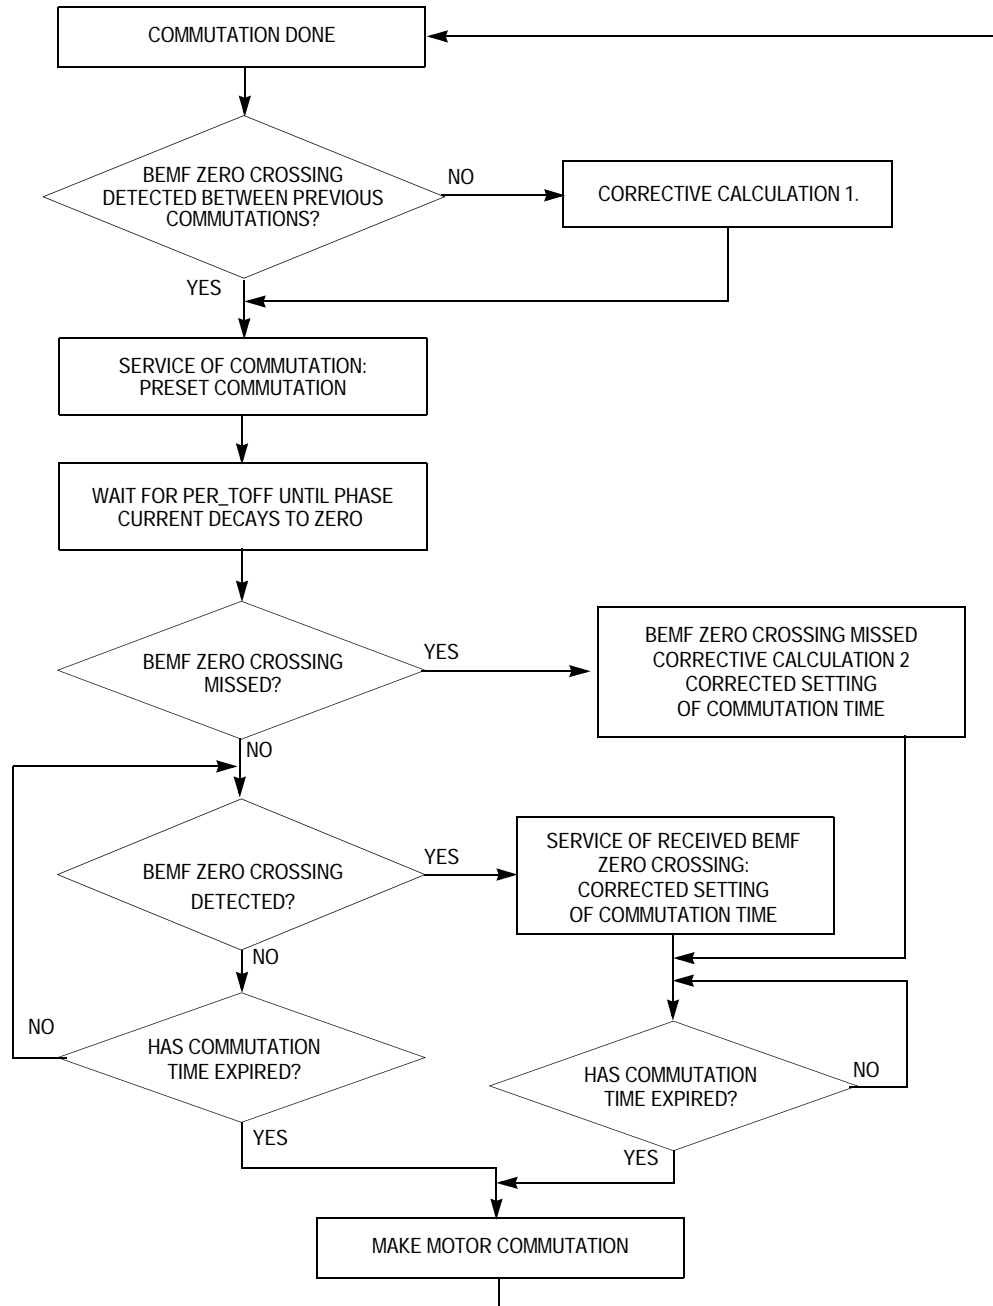 COMMUTATION DONE
BEMF ZERO CROSSING
DETECTED BETWEEN PREVIOUS
COMMUTATIONS?
NO
CORRECTIVE CALCULATION 1.
YES
SERVICE OF COMMUTATION:
PRESET COMMUTATION
WAIT FOR PER_TOFF UNTIL PHASE
CURRENT DECAYS TO ZERO
BEMF ZERO CROSSING
MISSED?
YES
BEMF ZERO CROSSING MISSED
CORRECTIVE CALCULATION 2
CORRECTED SETTING
OF COMMUTATION TIME
NO
BEMF ZERO CROSSING
DETECTED?
YES
SERVICE OF RECEIVED BEMF
ZERO CROSSING:
CORRECTED SETTING
OF COMMUTATION TIME
NO
HAS COMMUTATION
TIME EXPIRED?
NO
YES
HAS COMMUTATION
TIME EXPIRED?
NO
YES
MAKE MOTOR COMMUTATION